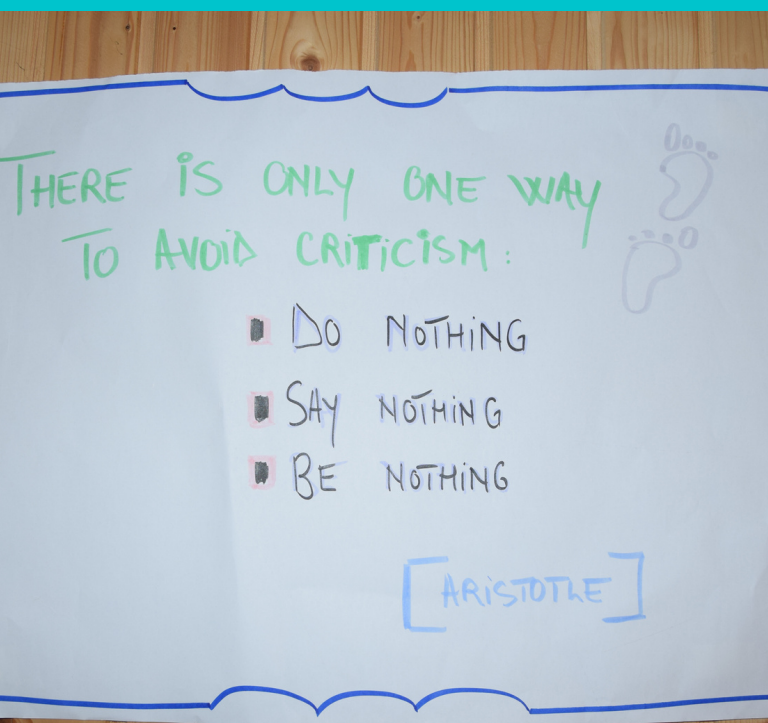 THERE IS ONLY ONE WAY
TO AVOID CRITICISM:
▪ DO NOTHING
▪ SAY NOTHING
▪ BE NOTHING
[ARISTOTLE]